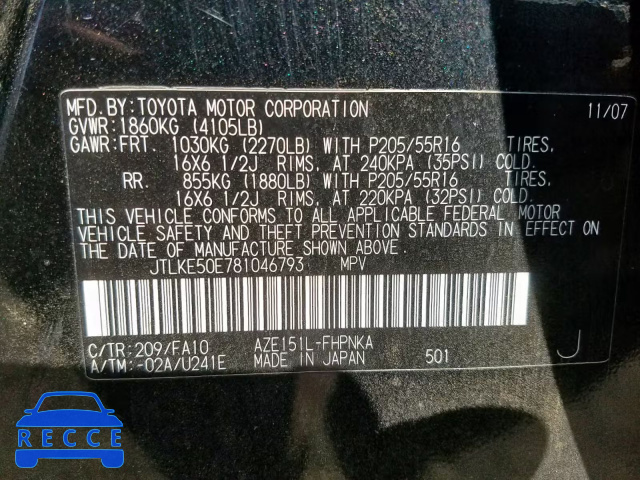 MFD.BY:TOYOTA MOTOR CORPORATION 11/07
GVWR:1860KG (4105LB)
GAWR:FRT. 1030KG (2270LB) WITH P205/55R16 TIRES,
16X6 1/2J RIMS, AT 240KPA (35PSI) COLD.
RR. 855KG (1880LB) WITH P205/55R16 TIRES,
16X6 1/2J RIMS, AT 220KPA (32PSI) COLD.
THIS VEHICLE CONFORMS TO ALL APPLICABLE FEDERAL MOTOR
VEHICLE SAFETY AND THEFT PREVENTION STANDARDS IN EFFECT ON
THE DATE OF MANUFACTURE SHOWN ABOVE.
JTLKE50E781046793 MPV
C/TR:209/FA10 AZE151L-FHPNKA
A/TM:-02A/U241E MADE IN JAPAN 501 J
RECCE